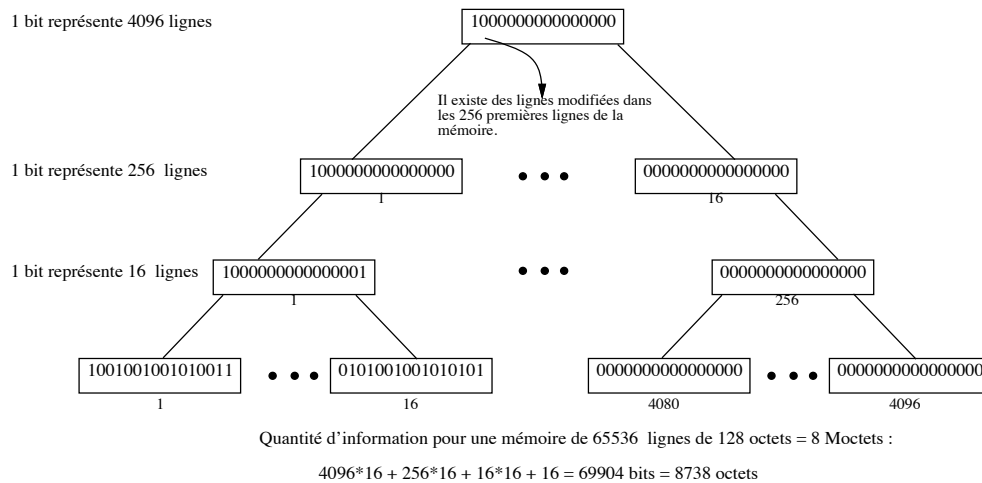 1 bit représente 4096 lignes
1000000000000000
Il existe des lignes modifiées dans
les 256 premières lignes de la
mémoire.
1 bit représente 256 lignes
1000000000000000
0000000000000000
1
16
1 bit représente 16 lignes
1000000000000001
0000000000000000
1
256
1001001001010011
0101001001010101
0000000000000000
0000000000000000
1
16
4080
4096
Quantité d'information pour une mémoire de 65536 lignes de 128 octets = 8 Moctets :
4096*16 + 256*16 + 16*16 + 16 = 69904 bits = 8738 octets